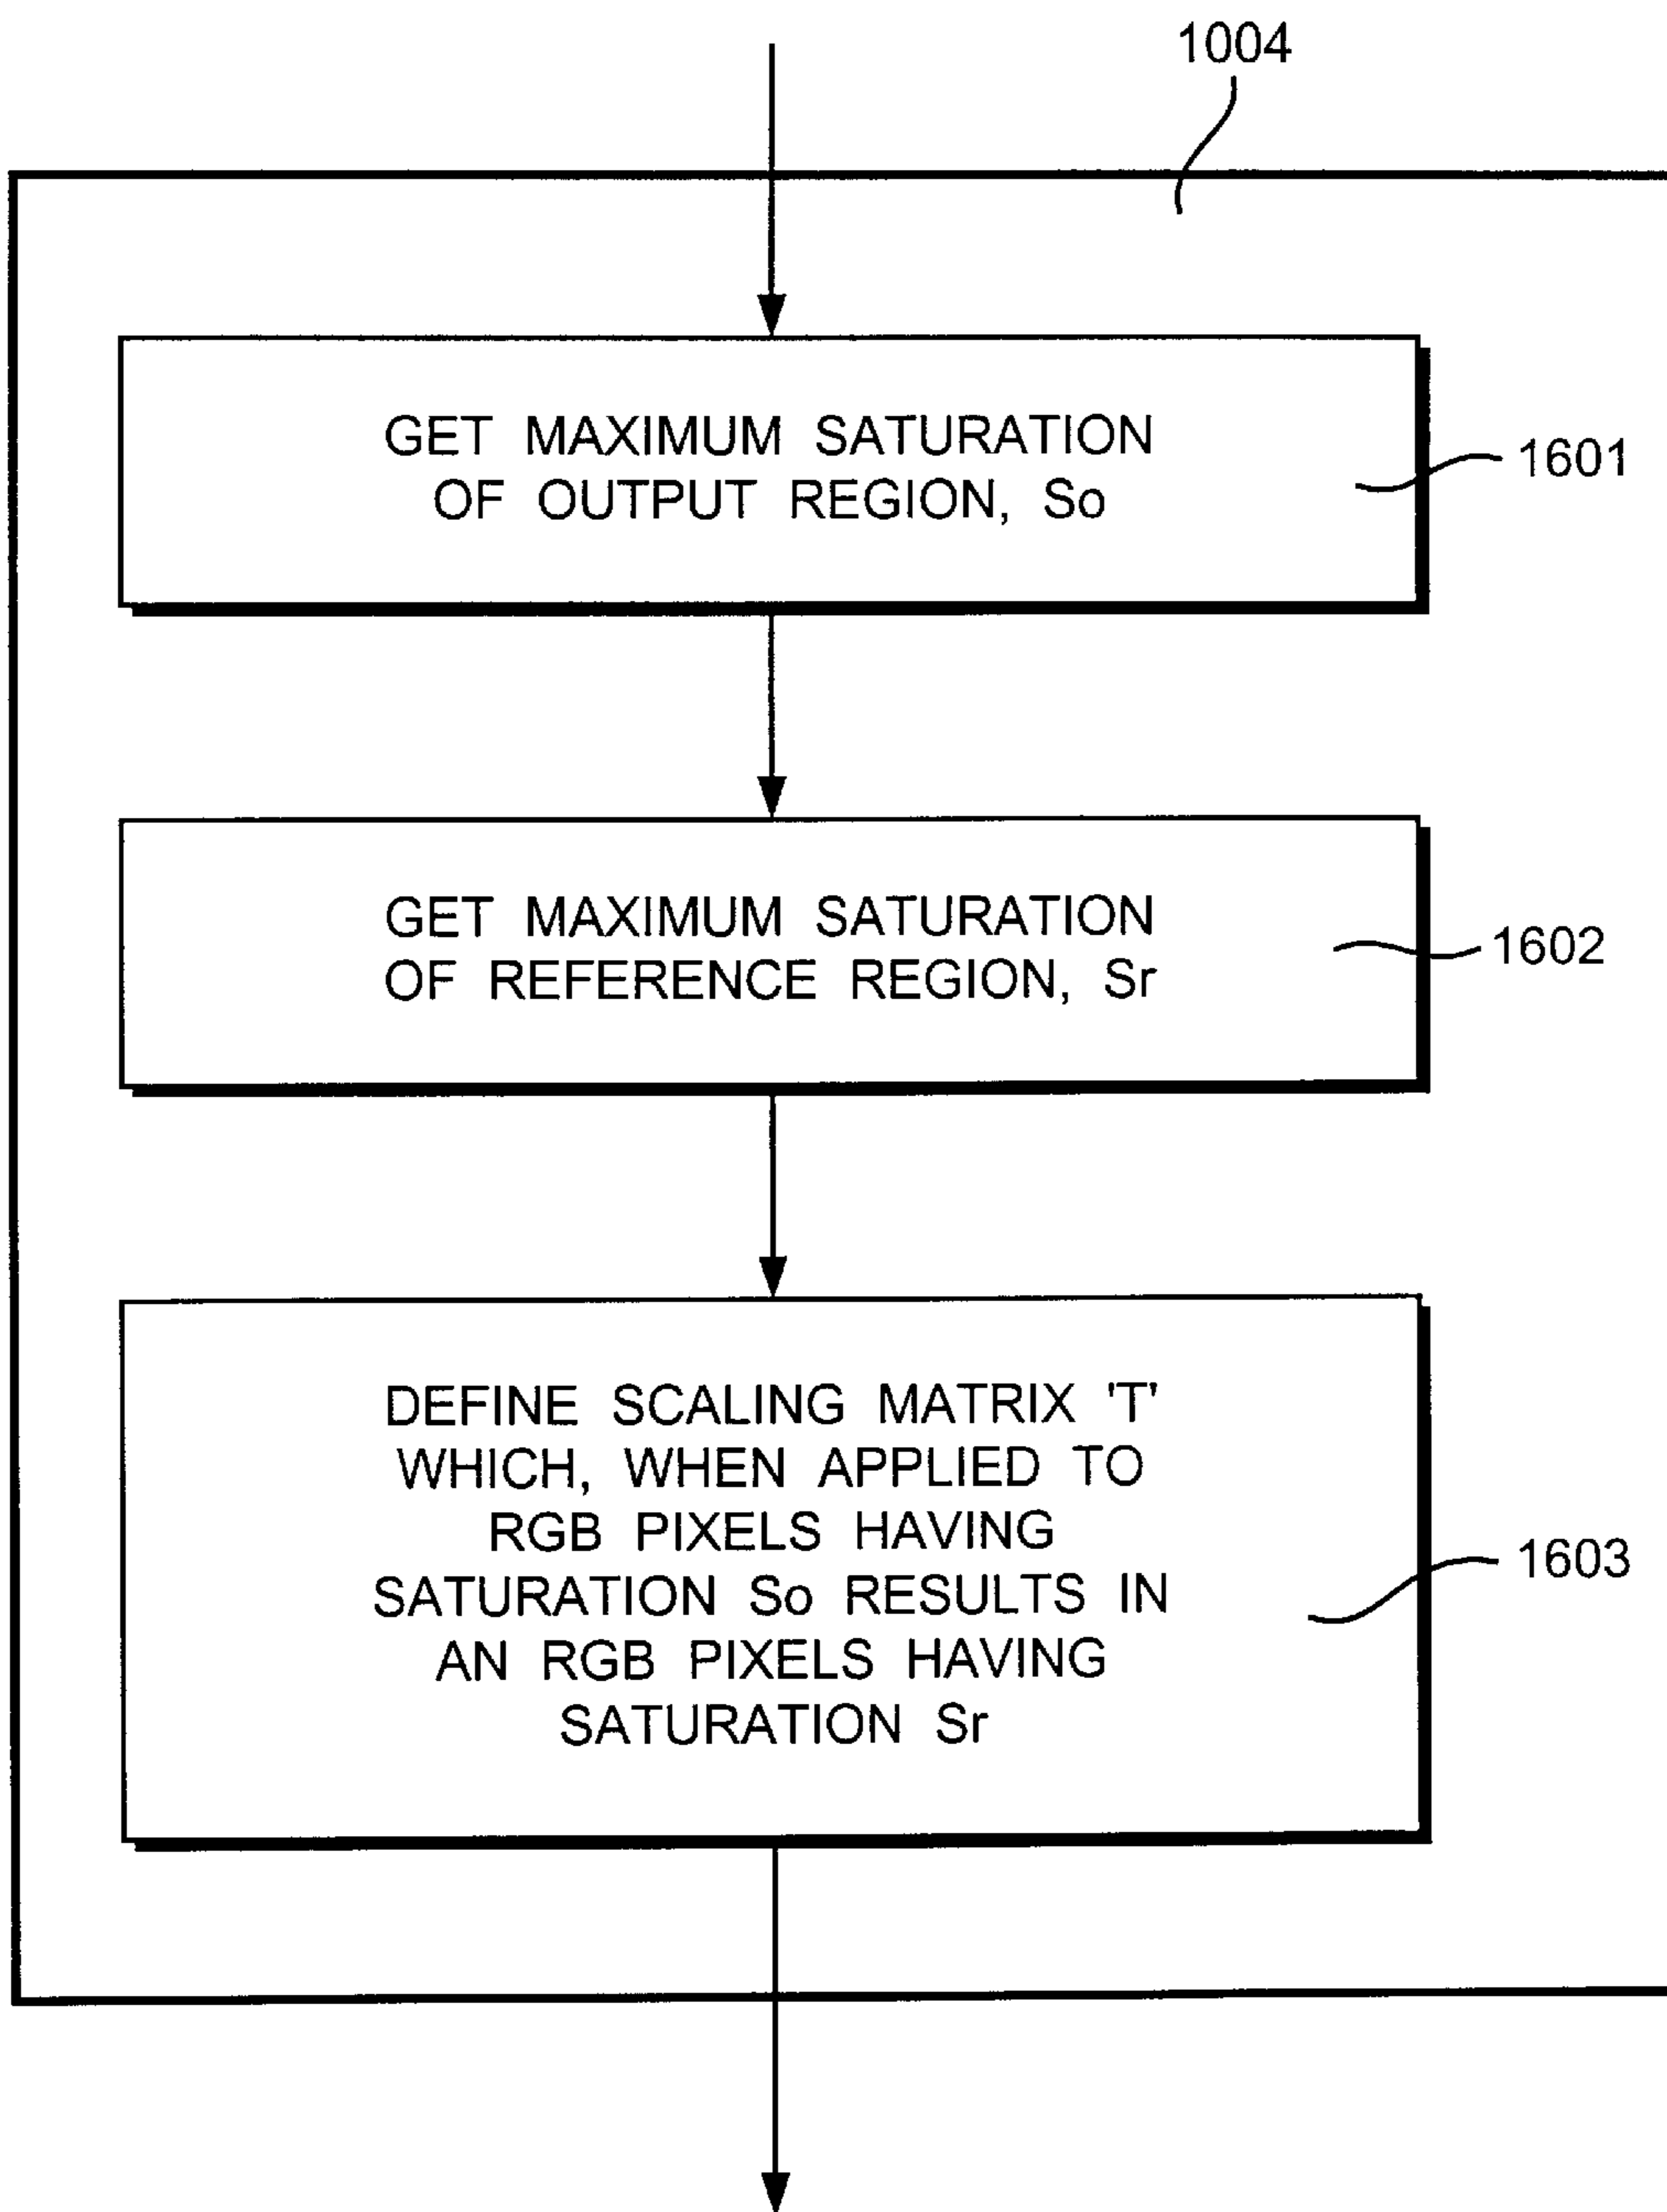 1004
GET MAXIMUM SATURATION
OF OUTPUT REGION, So
1601
GET MAXIMUM SATURATION
OF REFERENCE REGION, Sr
1602
DEFINE SCALING MATRIX 'T'
WHICH, WHEN APPLIED TO
RGB PIXELS HAVING
SATURATION So RESULTS IN
AN RGB PIXELS HAVING
SATURATION Sr
1603